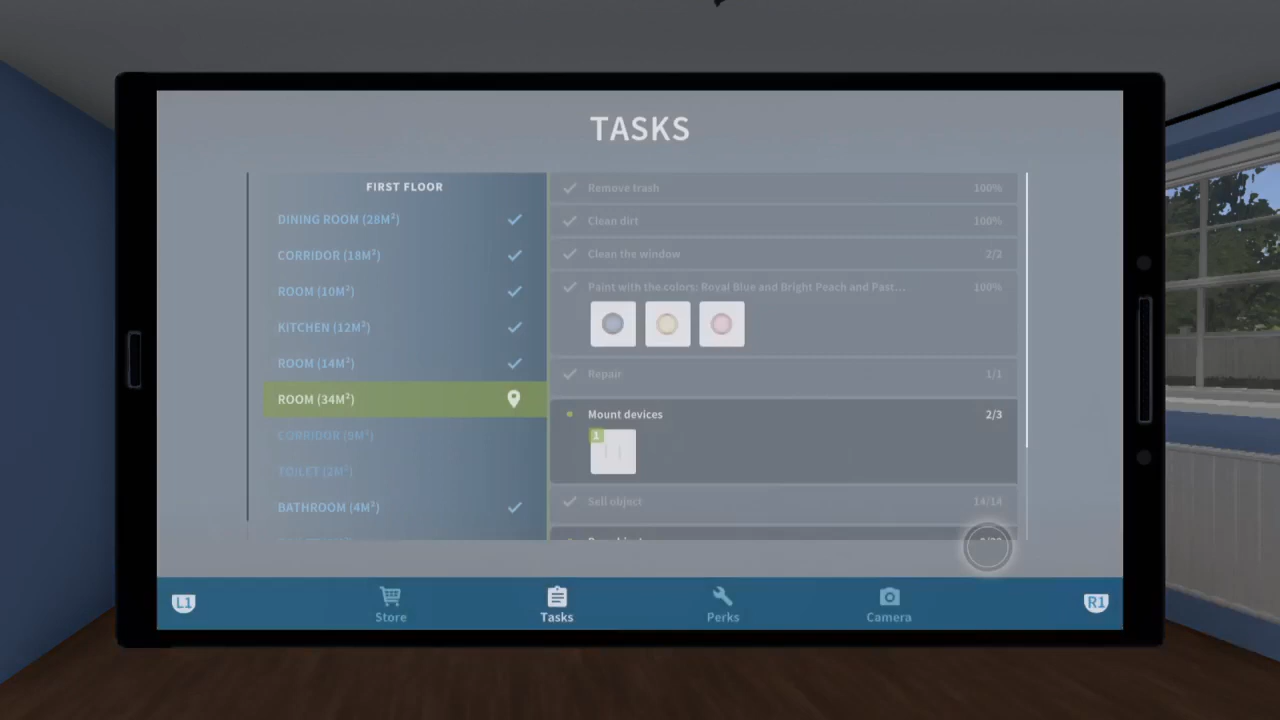 TASKS
FIRST FLOOR
DINING ROOM (28M²)
CORRIDOR (18M²)
ROOM (10M²)
KITCHEN (12M²)
ROOM (14M²)
ROOM (34M²)
CORRIDOR (9M²)
TOILET (2M²)
BATHROOM (4M²)
Remove trash 100%
Clean dirt 100%
Clean the window 2/2
Paint with the colors: Royal Blue and Bright Peach and Past... 100%
Repair 1/1
Mount devices 2/3
1
Sell object 14/14
L1
Store
Tasks
Perks
Camera
R1